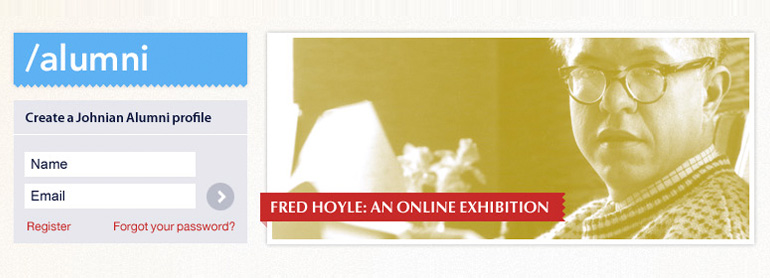 /alumni
Create a Johnian Alumni profile
Name
Email
Register
Forgot your password?
FRED HOYLE: AN ONLINE EXHIBITION